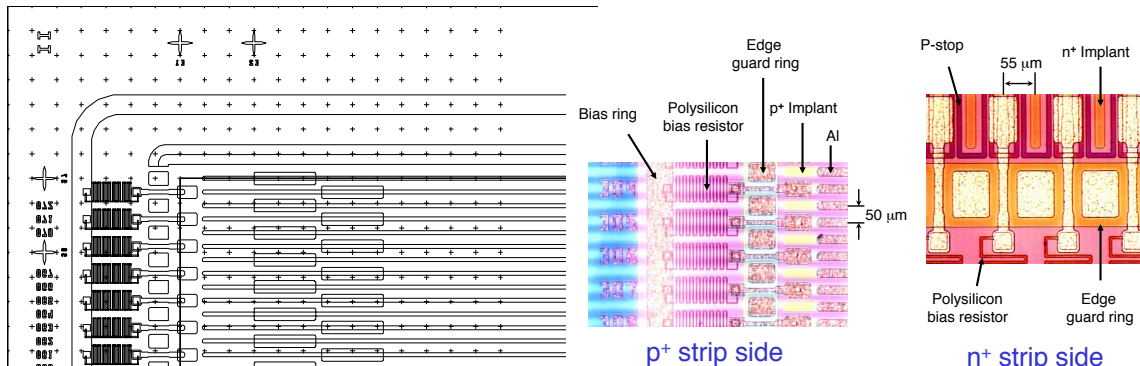 Edge
guard ring
Polysilicon
bias resistor
p+ Implant
Bias ring
Al
50 µm
p+ strip side
P-stop
n+ Implant
55 µm
Polysilicon
bias resistor
Edge
guard ring
n+ strip side